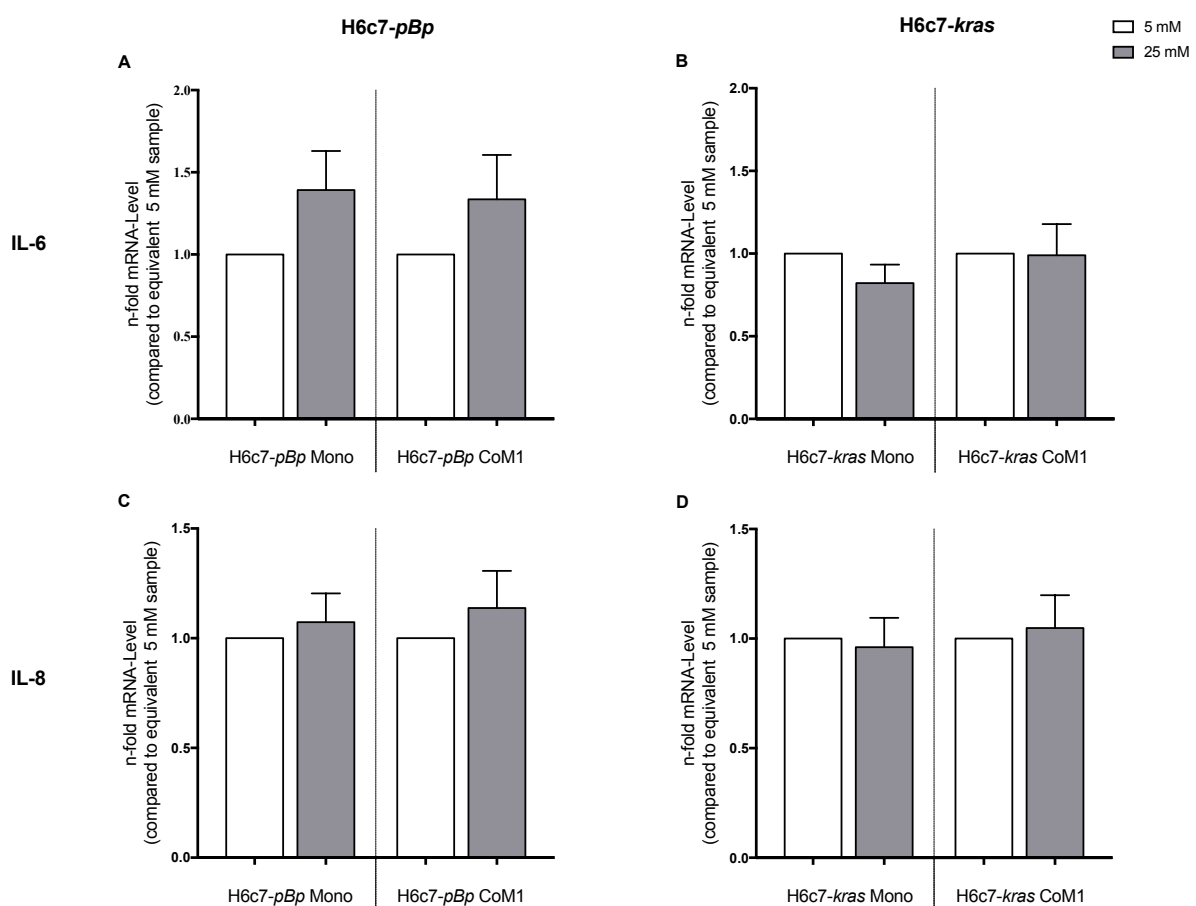 H6c7-pBp
H6c7-kras
5 mM
25 mM
A
n-fold mRNA-Level
(compared to equivalent 5 mM sample)
2.0
1.5
1.0
0.5
0.0
H6c7-pBp Mono
H6c7-pBp CoM1
B
n-fold mRNA-Level
(compared to equivalent 5 mM sample)
2.0
1.5
1.0
0.5
0.0
H6c7-kras Mono
H6c7-kras CoM1
IL-6
C
n-fold mRNA-Level
(compared to equivalent 5 mM sample)
1.5
1.0
0.5
0.0
H6c7-pBp Mono
H6c7-pBp CoM1
D
n-fold mRNA-Level
(compared to equivalent 5 mM sample)
1.5
1.0
0.5
0.0
H6c7-kras Mono
H6c7-kras CoM1
IL-8